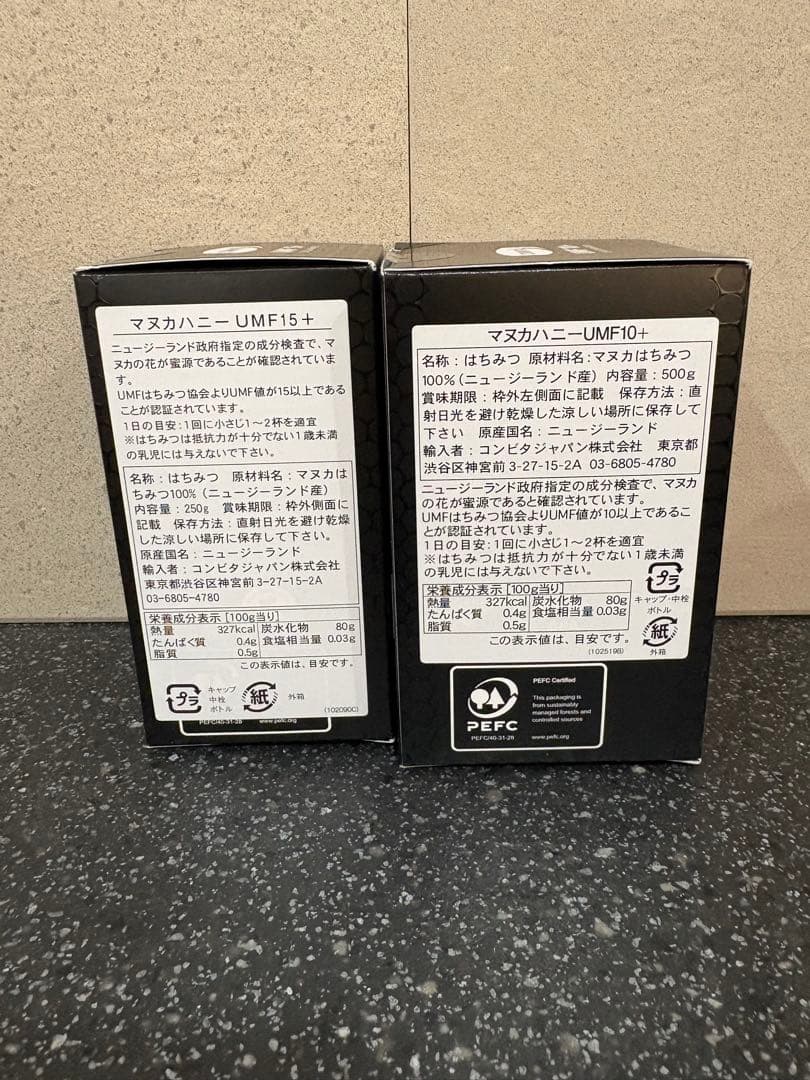 マヌカハニー UMF15+
ニュージーランド政府指定の成分検査で、マ
ヌカの花が蜜源であることが確認されていま
す。
UMFはちみつ協会よりUMF値が15以上である
ことが認証されています。
1日の目安:1回に小さじ1〜2杯を適宜
※はちみつは抵抗力が十分でない1歳未満
の乳児には与えないで下さい。
名称:はちみつ 原材料名:マヌカは
ちみつ100%(ニュージーランド産)
内容量:250g 賞味期限:枠外側面に
記載 保存方法:直射日光を避け乾燥
した涼しい場所に保存して下さい。
原産国名:ニュージーランド
輸入者:コンビタジャパン株式会社
東京都渋谷区神宮前3-27-15-2A
03-6805-4780
栄養成分表示[100g当り]
熱量 327kcal 炭水化物 80g
たんぱく質 0.4g 食塩相当量 0.03g
脂質 0.5g
この表示値は、目安です。
プラ キャップ 中栓 ボトル 紙 外箱
(102090C)
PEFC/40-31-28 www.pefc.org
マヌカハニーUMF10+
名称:はちみつ 原材料名:マヌカはちみつ
100%(ニュージーランド産) 内容量:500g
賞味期限:枠外左側面に記載 保存方法:直
射日光を避け乾燥した涼しい場所に保存して
下さい 原産国名:ニュージーランド
輸入者:コンビタジャパン株式会社 東京都
渋谷区神宮前3-27-15-2A 03-6805-4780
ニュージーランド政府指定の成分検査で、マヌカ
の花が蜜源であると確認されています。
UMFはちみつ協会よりUMF値が10以上であるこ
とが認証されています。
1日の目安:1回に小さじ1〜2杯を適宜
※はちみつは抵抗力が十分でない1歳未満
の乳児には与えないで下さい。
栄養成分表示[100g当り]
熱量 327kcal 炭水化物 80g
たんぱく質 0.4g 食塩相当量 0.03g
脂質 0.5g
この表示値は、目安です。
プラ
キャップ・中栓
ボトル
紙
外箱
(102519B)
PEFC Certified
This packaging is
from sustainably
managed forests and
controlled sources
PEFC
PEFC/40-31-28 www.pefc.org